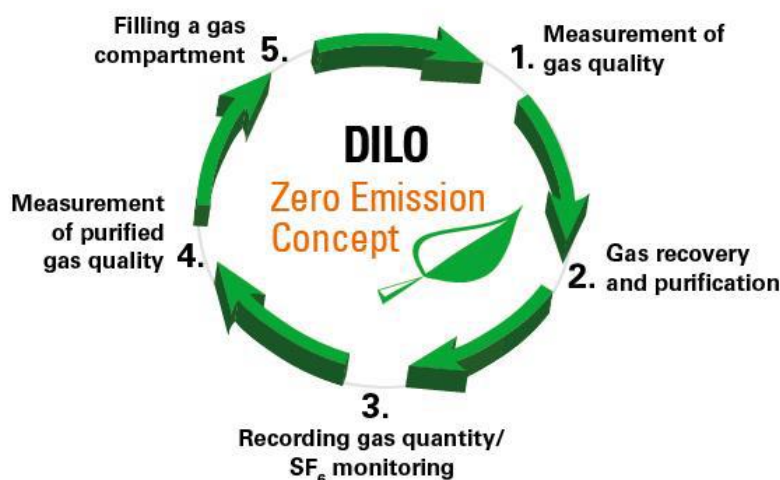 DILO
Zero Emission
Concept
1. Measurement of
gas quality
2. Gas recovery
and purification
3.
Recording gas quantity/
SF₆ monitoring
4. Measurement
of purified
gas quality
5. Filling a gas
compartment